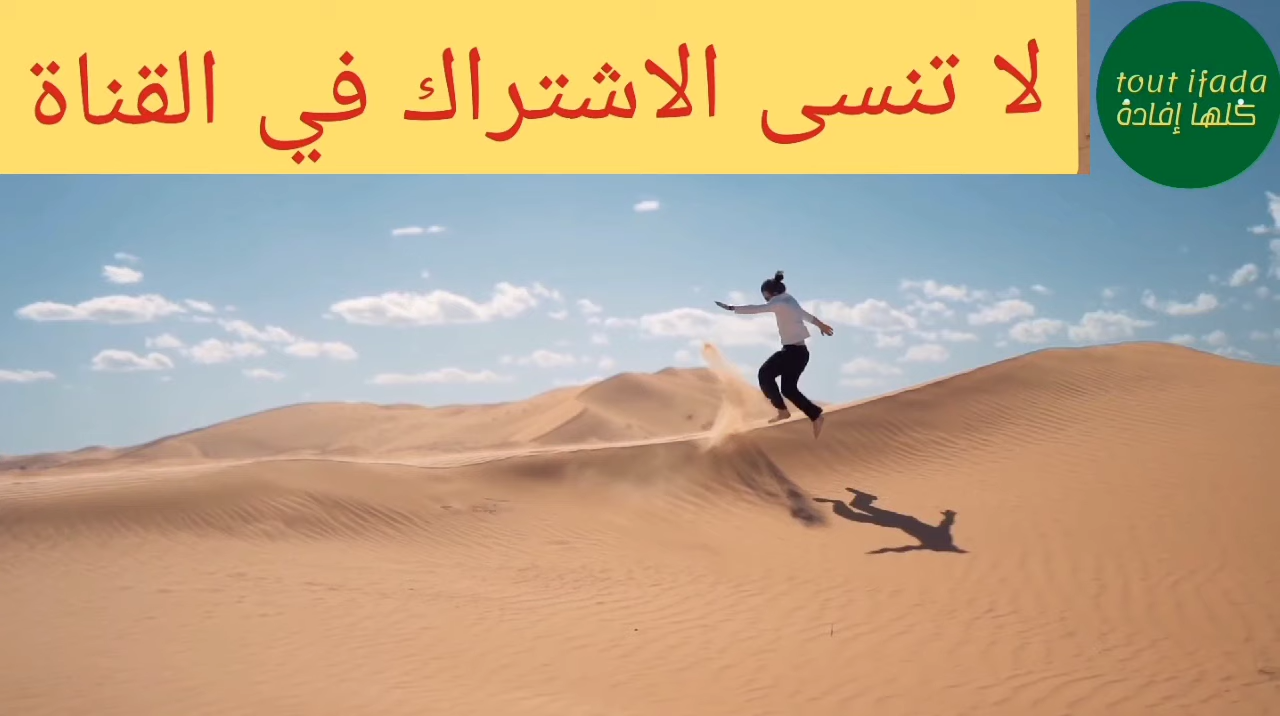 لا تنسى الاشتراك في القناة
tout ifada
كلها إفادة